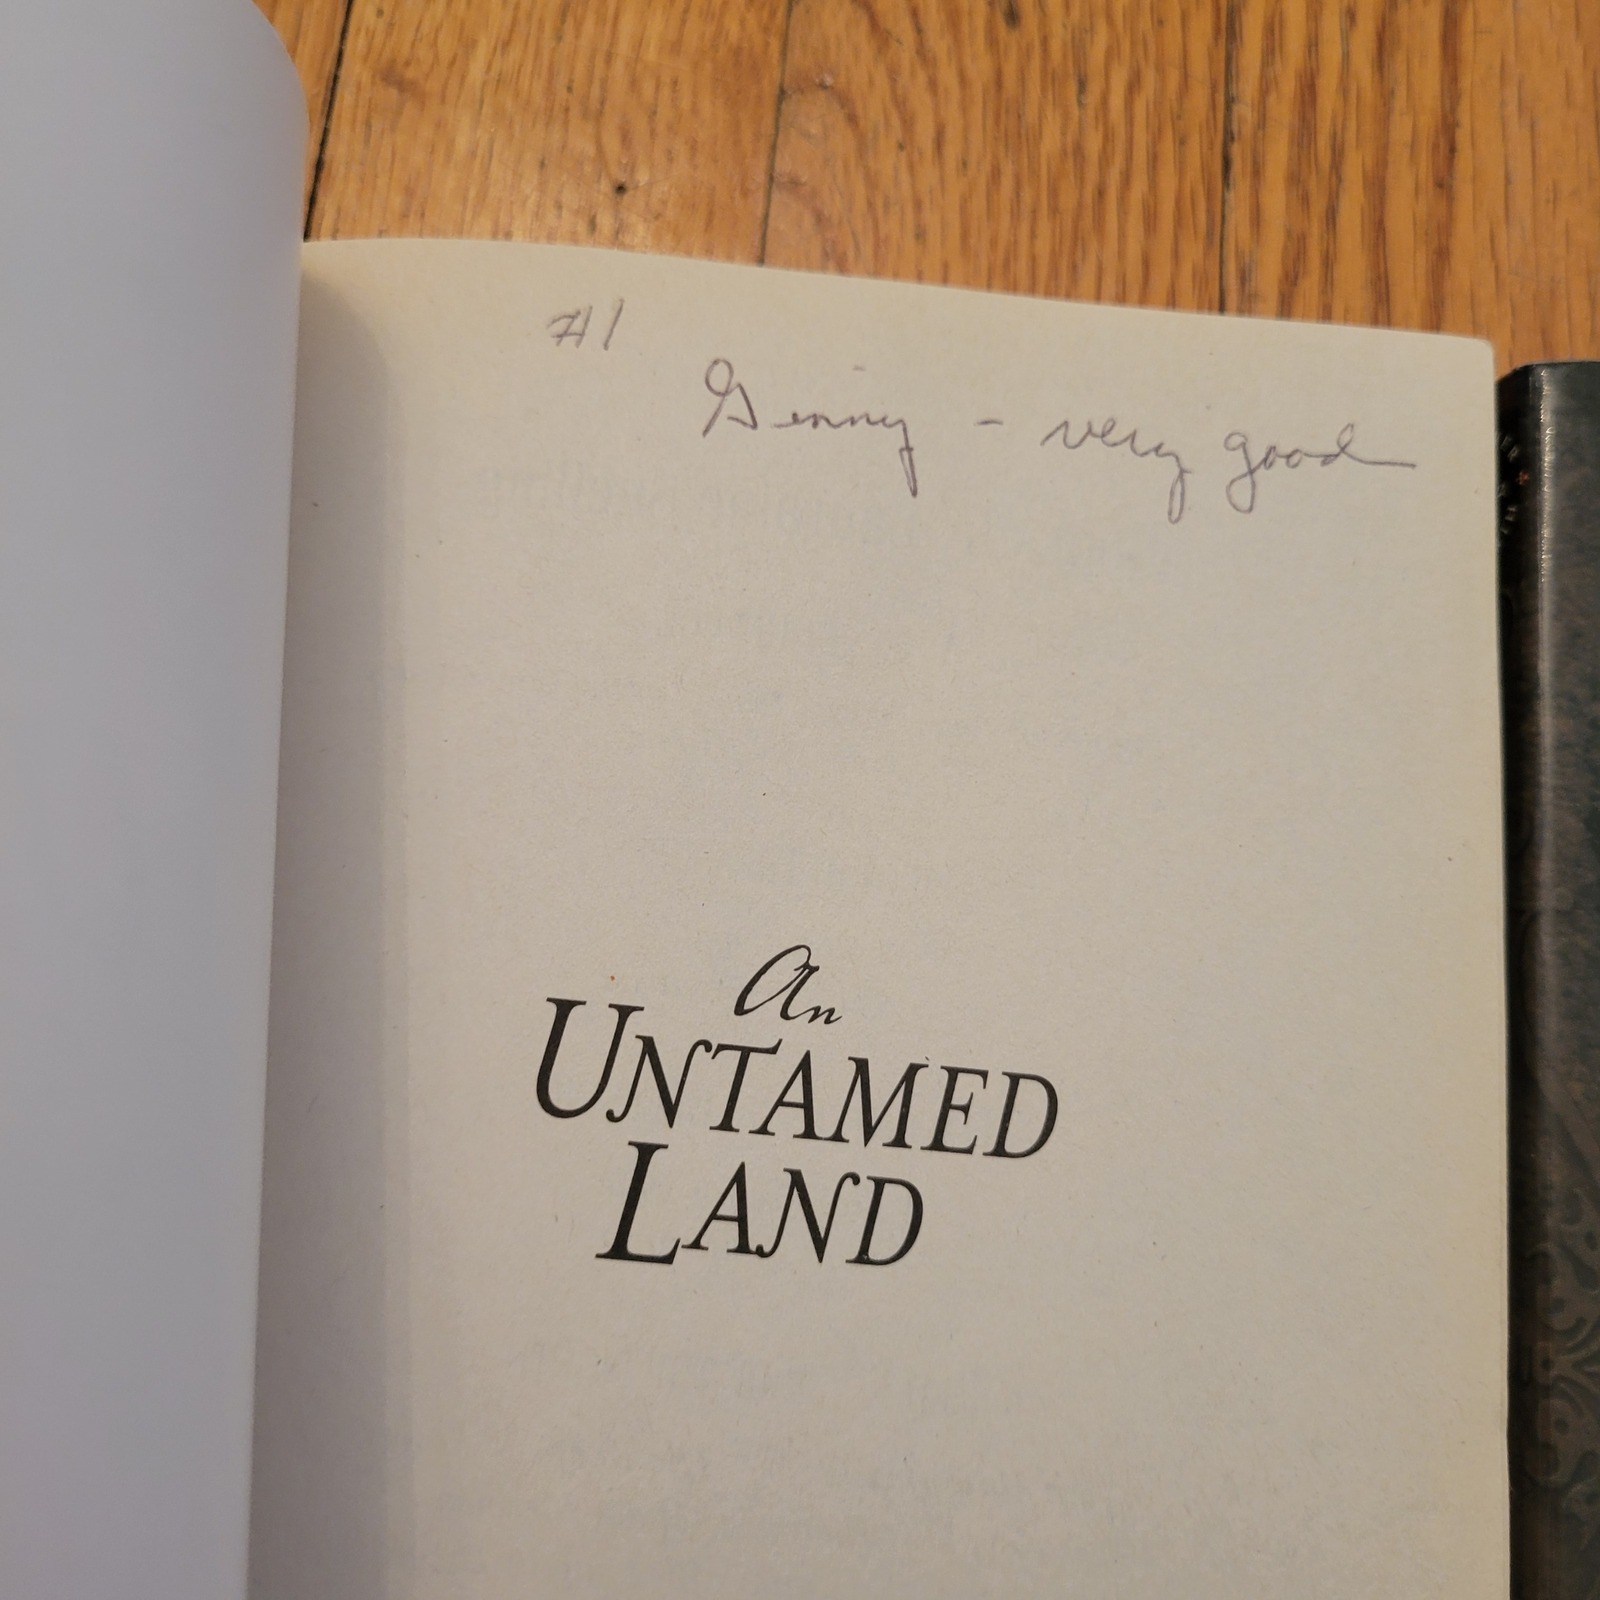 #1
Ginny - very good
An
UNTAMED
LAND